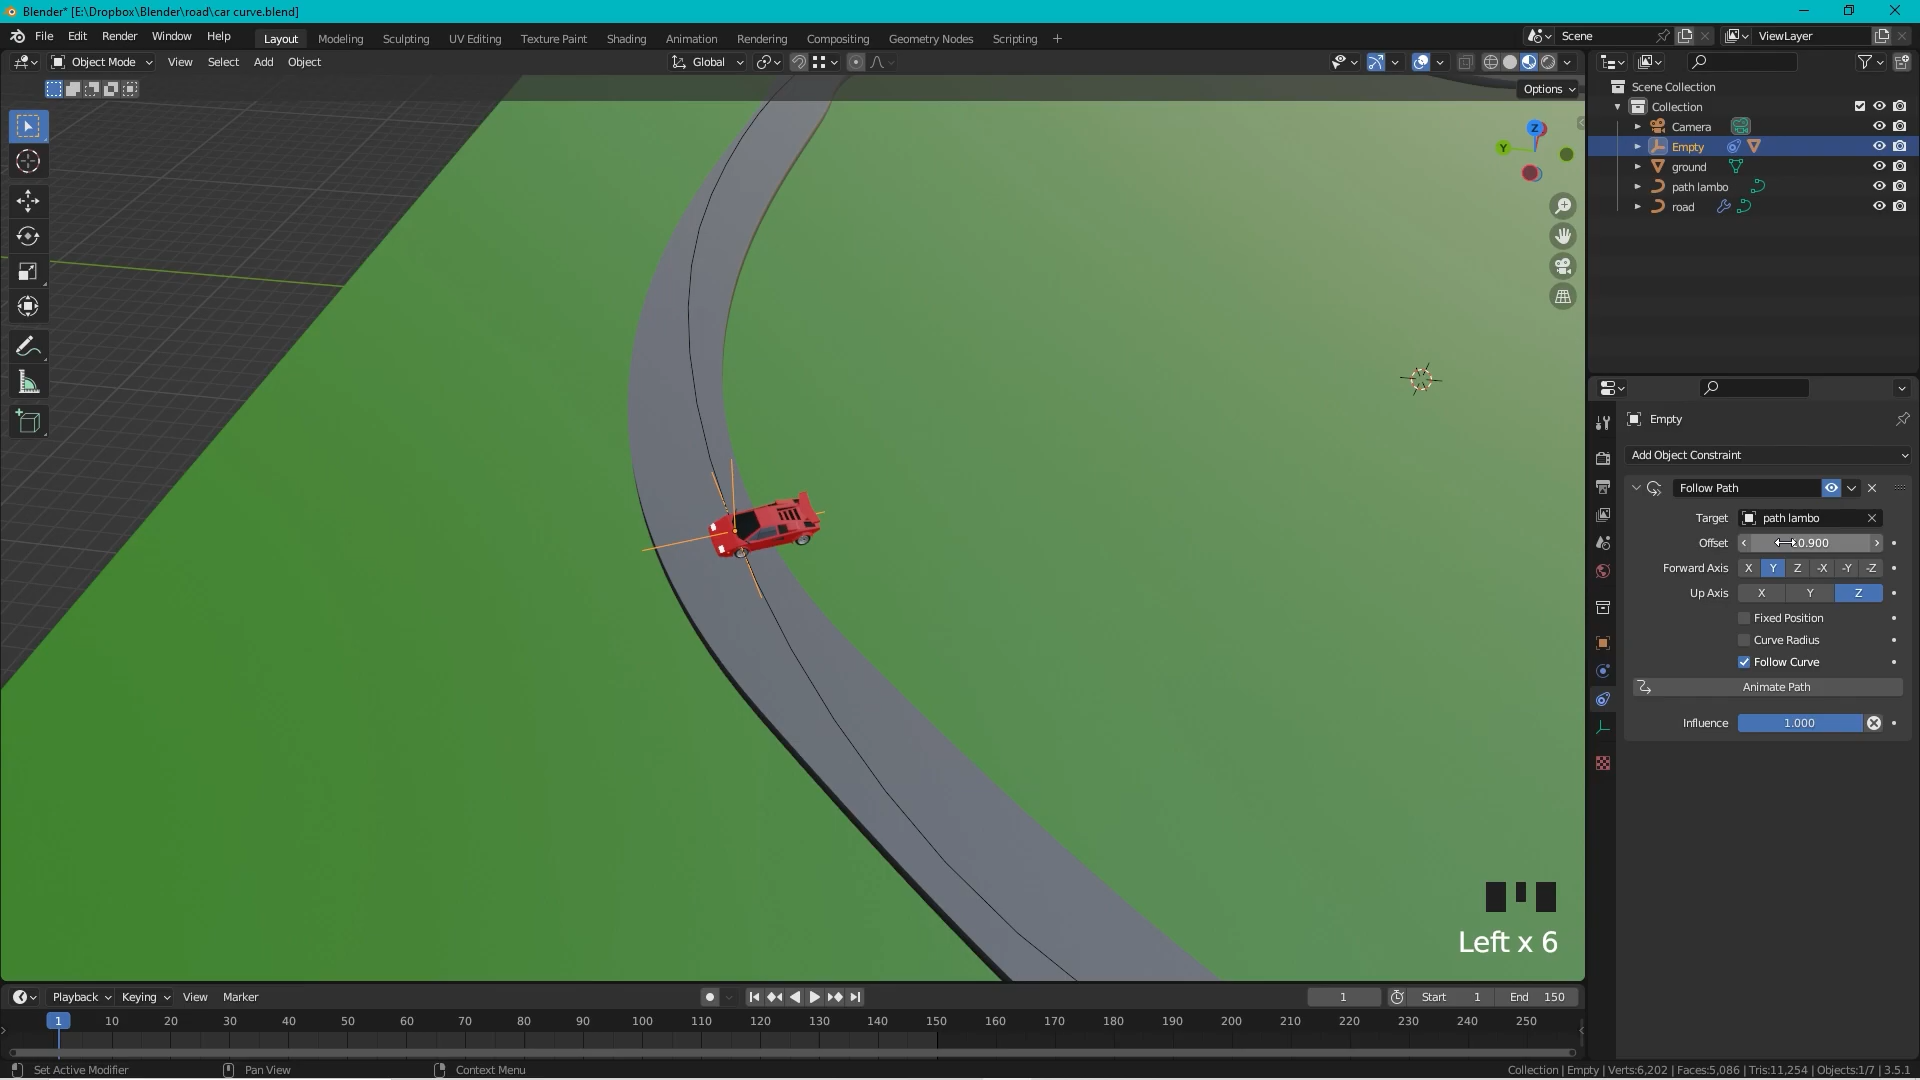 Blender* [E:\Dropbox\Blender\road\car curve.blend]
File Edit Render Window Help Layout Modeling Sculpting UV Editing Texture Paint Shading Animation Rendering Compositing Geometry Nodes Scripting + Scene ViewLayer
Object Mode View Select Add Object Global
Options
Scene Collection
Collection
Camera
Empty
ground
path lambo
road
Z
Y
Empty
Add Object Constraint
Follow Path
Target path lambo
Offset 0.900
Forward Axis X Y Z -X -Y -Z
Up Axis X Y Z
Fixed Position
Curve Radius
Follow Curve
Animate Path
Influence 1.000
Left x 6
Playback Keying View Marker 1 Start 1 End 150
1 10 20 30 40 50 60 70 80 90 100 110 120 130 140 150 160 170 180 190 200 210 220 230 240 250
Set Active Modifier Pan View Context Menu Collection | Empty | Verts:6,202 | Faces:5,086 | Tris:11,254 | Objects:1/7 | 3.5.1